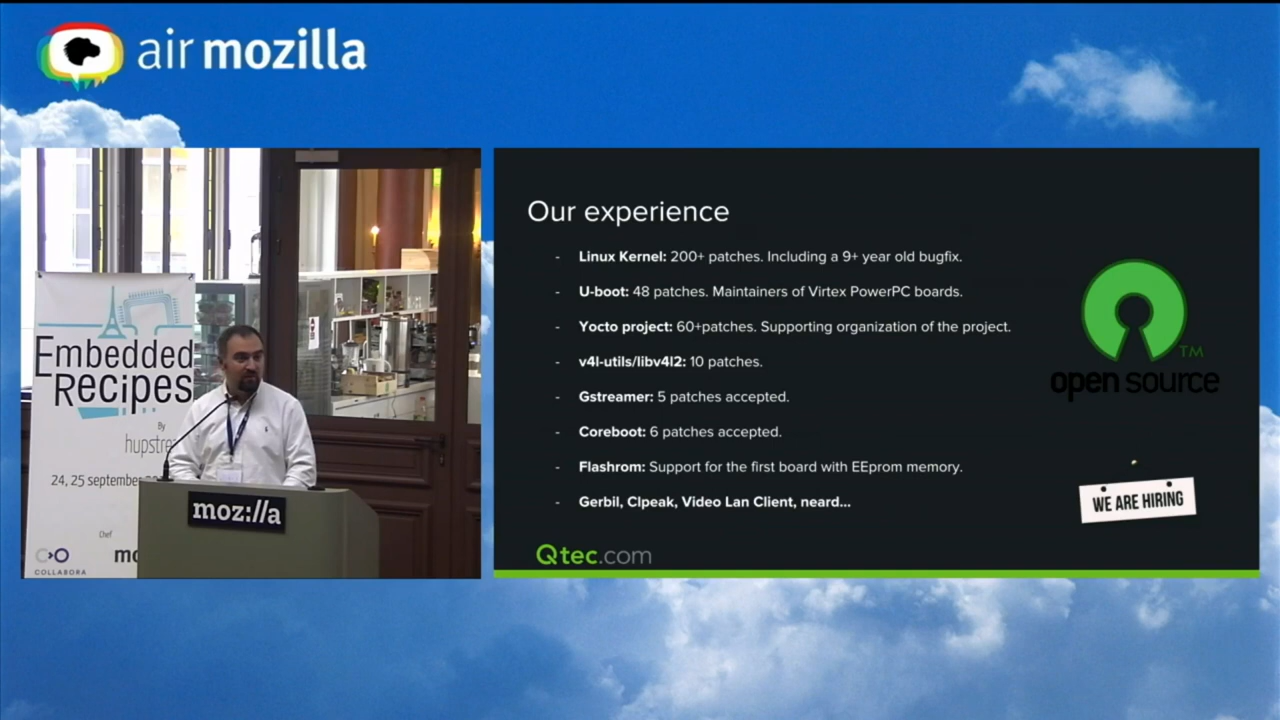 air mozilla
Embedded
Recipes
By
24, 25 september
Chef
COLLABORA
moz://a
Our experience
- Linux Kernel: 200+ patches. Including a 9+ year old bugfix.
- U-boot: 48 patches. Maintainers of Virtex PowerPC boards.
- Yocto project: 60+patches. Supporting organization of the project.
- v4l-utils/libv4l2: 10 patches.
- Gstreamer: 5 patches accepted.
- Coreboot: 6 patches accepted.
- Flashrom: Support for the first board with EEprom memory.
- Gerbil, Clpeak, Video Lan Client, neard...
TM
open source
WE ARE HIRING
Qtec.com